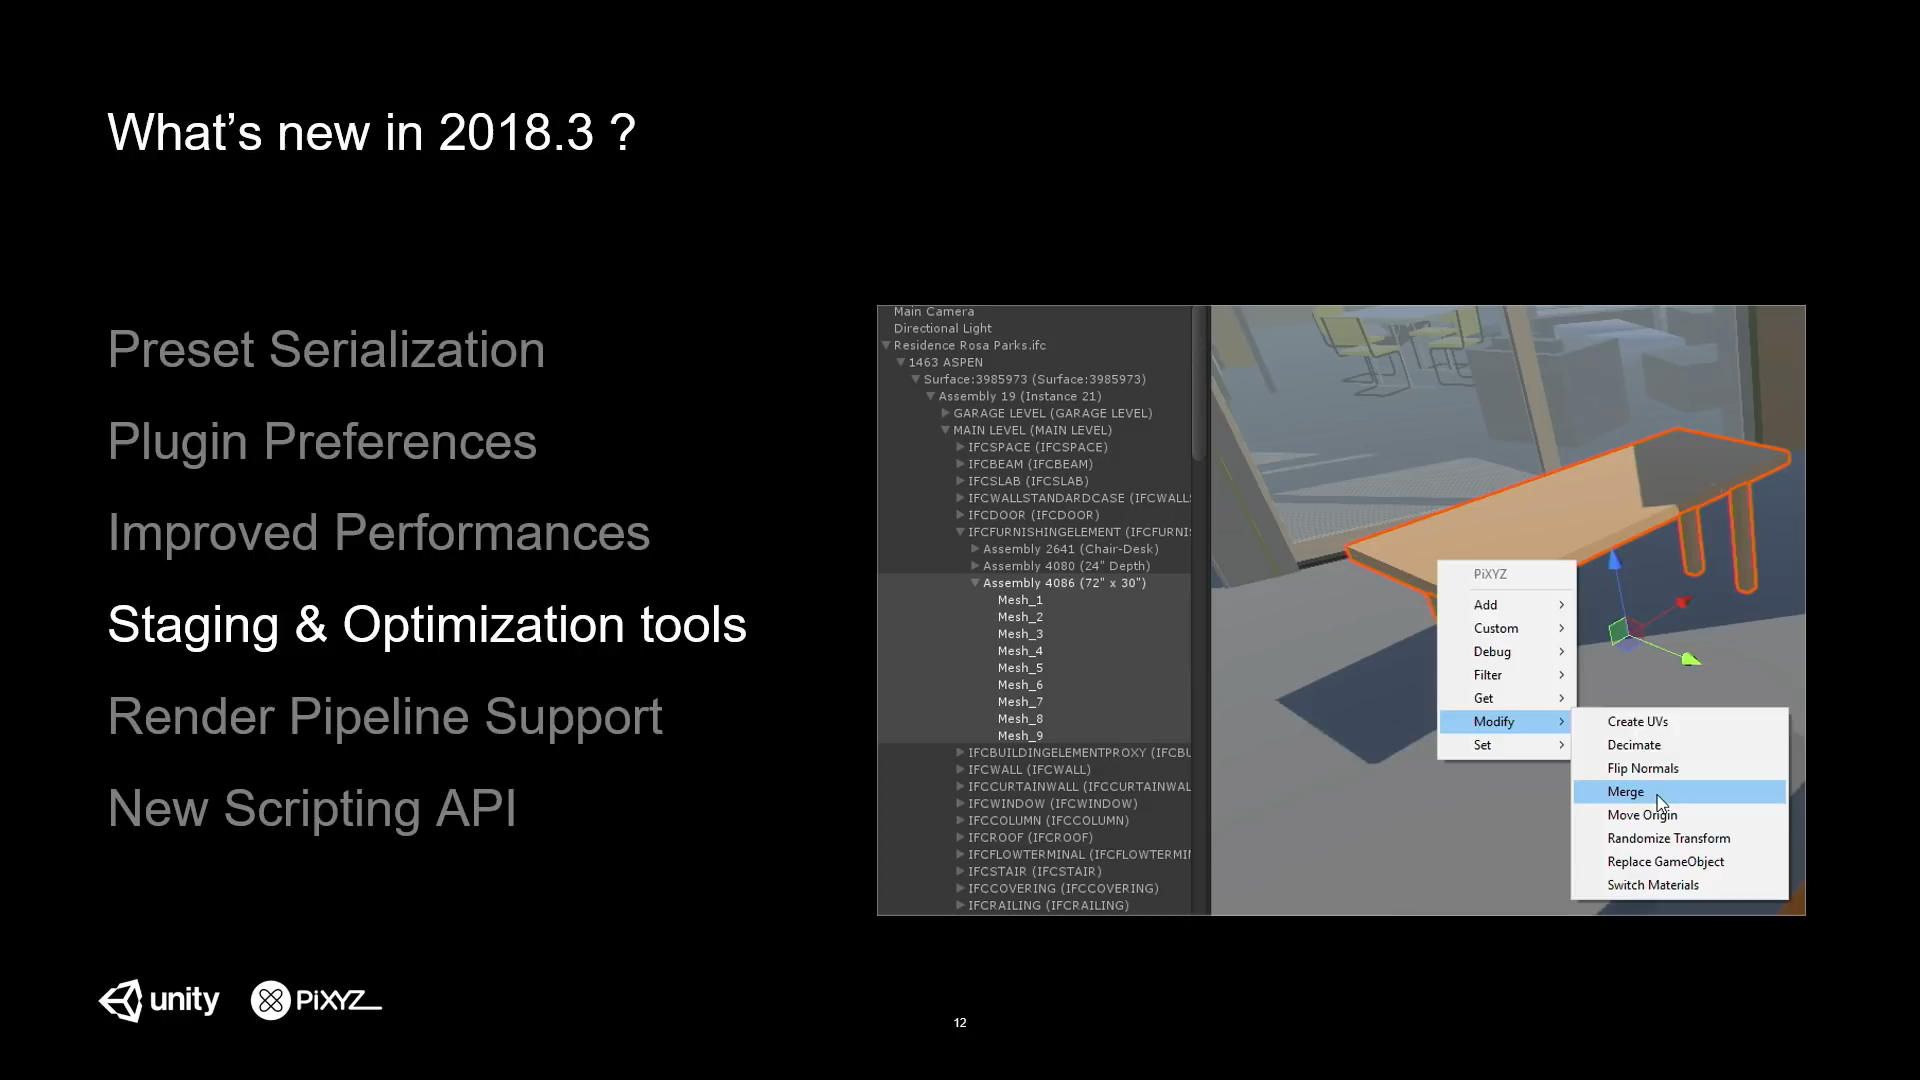 What’s new in 2018.3 ?
Preset Serialization
Plugin Preferences
Improved Performances
Staging & Optimization tools
Render Pipeline Support
New Scripting API
Main Camera
Directional Light
Residence Rosa Parks.ifc
1463 ASPEN
Surface:3985973 (Surface:3985973)
Assembly 19 (Instance 21)
GARAGE LEVEL (GARAGE LEVEL)
MAIN LEVEL (MAIN LEVEL)
IFCSPACE (IFCSPACE)
IFCBEAM (IFCBEAM)
IFCSLAB (IFCSLAB)
IFCWALLSTANDARDCASE (IFCWALLS
IFCDOOR (IFCDOOR)
IFCFURNISHINGELEMENT (IFCFURNIS
Assembly 2641 (Chair-Desk)
Assembly 4080 (24" Depth)
Assembly 4086 (72" x 30")
Mesh_1
Mesh_2
Mesh_3
Mesh_4
Mesh_5
Mesh_6
Mesh_7
Mesh_8
Mesh_9
IFCBUILDINGELEMENTPROXY (IFCBU
IFCWALL (IFCWALL)
IFCCURTAINWALL (IFCCURTAINWAL
IFCWINDOW (IFCWINDOW)
IFCCOLUMN (IFCCOLUMN)
IFCROOF (IFCROOF)
IFCFLOWTERMINAL (IFCFLOWTERMIN
IFCSTAIR (IFCSTAIR)
IFCCOVERING (IFCCOVERING)
IFCRAILING (IFCRAILING)
PiXYZ
Add
Custom
Debug
Filter
Get
Modify
Set
Create UVs
Decimate
Flip Normals
Merge
Move Origin
Randomize Transform
Replace GameObject
Switch Materials
unity
PiXYZ
12